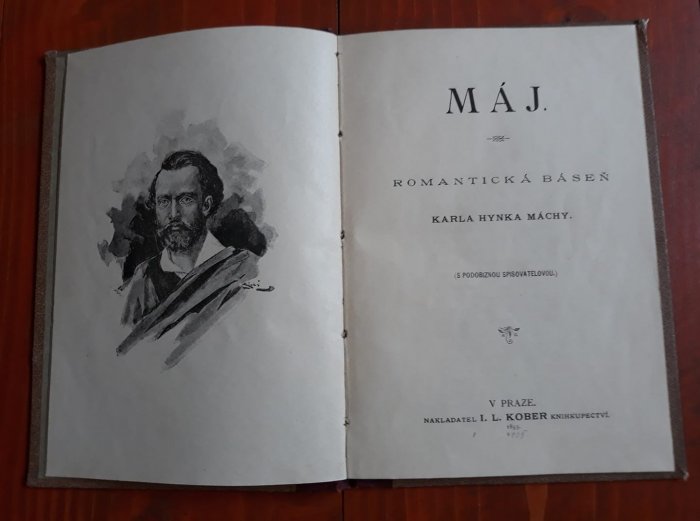 MÁJ.
ROMANTICKÁ BÁSEŇ
KARLA HYNKA MÁCHY.
(S PODOBIZNOU SPISOVATELOVOU.)
V PRAZE.
NAKLADATEL I. L. KOBER KNIHKUPECTVÍ.